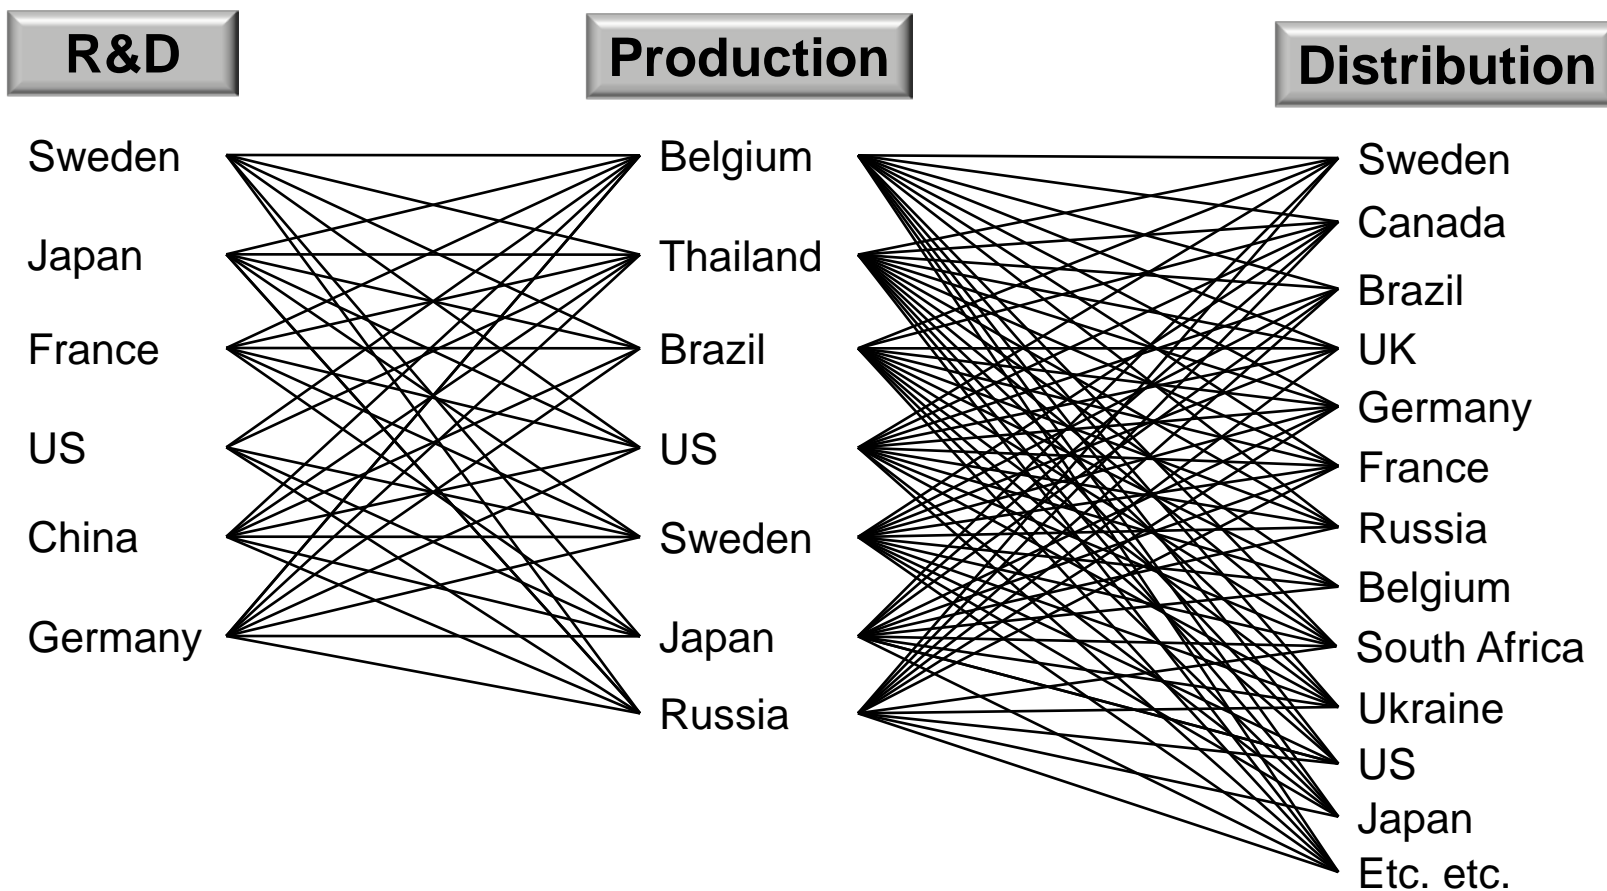 R&D
Production
Distribution
Sweden
Japan
France
US
China
Germany
Belgium
Thailand
Brazil
US
Sweden
Japan
Russia
Sweden
Canada
Brazil
UK
Germany
France
Russia
Belgium
South Africa
Ukraine
US
Japan
Etc. etc.